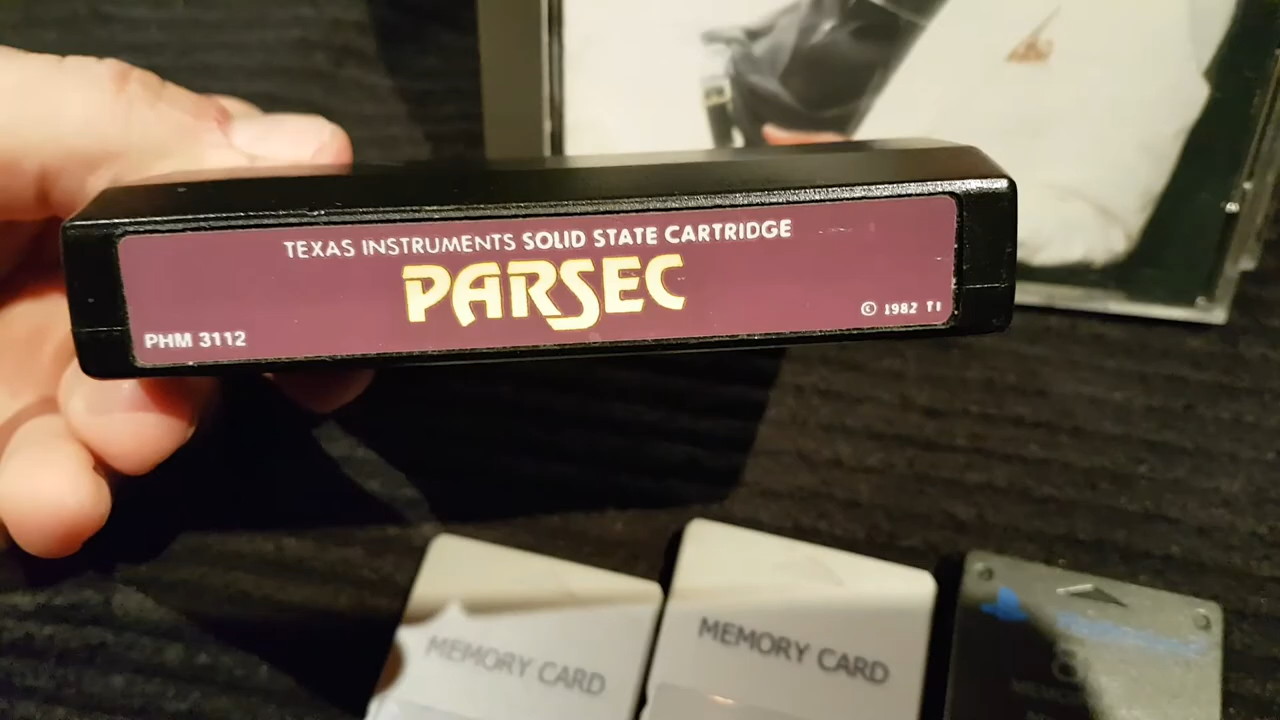 TEXAS INSTRUMENTS SOLID STATE CARTRIDGE
PARSEC
PHM 3112
© 1982 TI
MEMORY CARD
MEMORY CARD